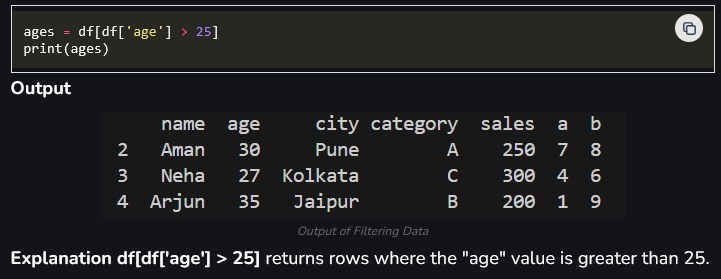 ages = df[df['age'] > 25]
print(ages)
Output
name age city category sales a b
2 Aman 30 Pune A 250 7 8
3 Neha 27 Kolkata C 300 4 6
4 Arjun 35 Jaipur B 200 1 9
Output of Filtering Data
Explanation df[df['age'] > 25] returns rows where the "age" value is greater than 25.